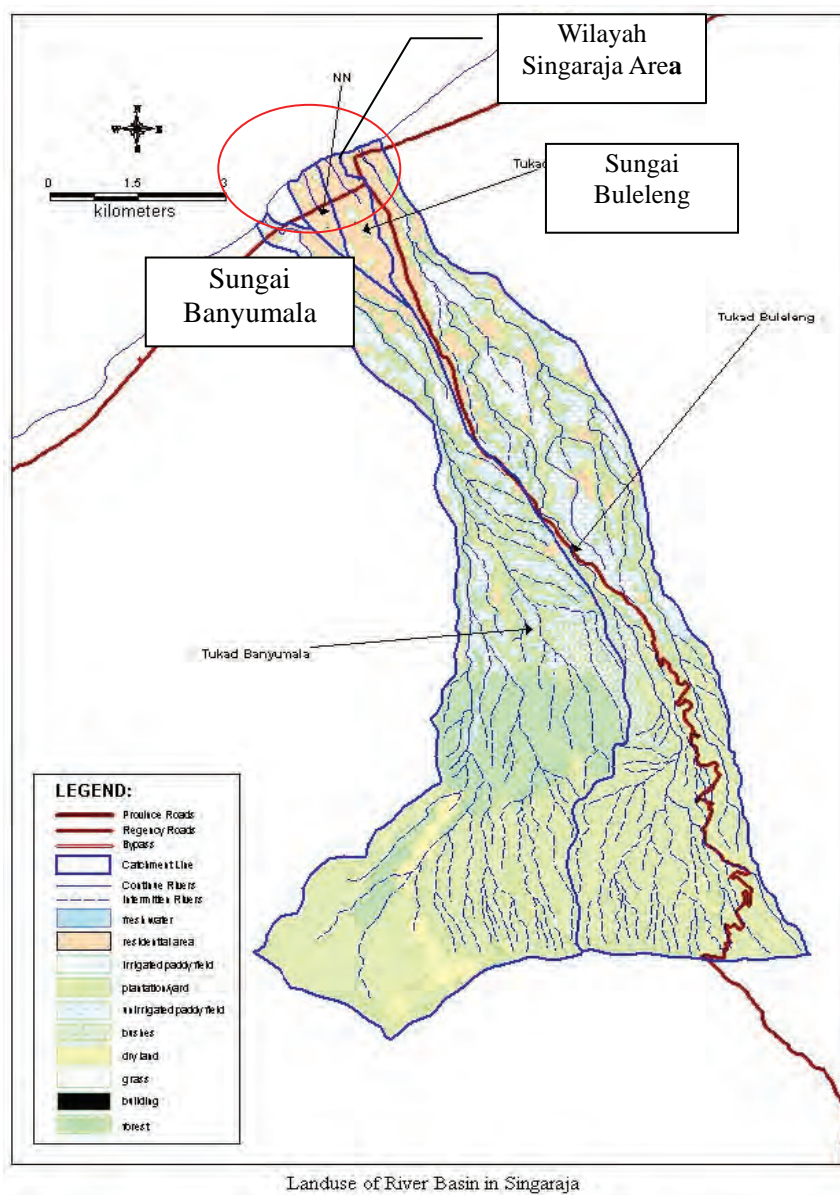 Wilayah
Singaraja Area
NN
N
W E
S
0 1.5 3
kilometers
Sungai
Buleleng
Sungai
Banyumala
Tukad Buleleng
Tukad Banyumala
LEGEND:
Province Roads
Regency Roads
Bypass
Catchment Line
Continue Rivers
Intermitten Rivers
fresh water
residential area
irrigated paddy field
plantation/yard
unirrigated paddy field
bushes
dry land
grass
building
forest
Landuse of River Basin in Singaraja